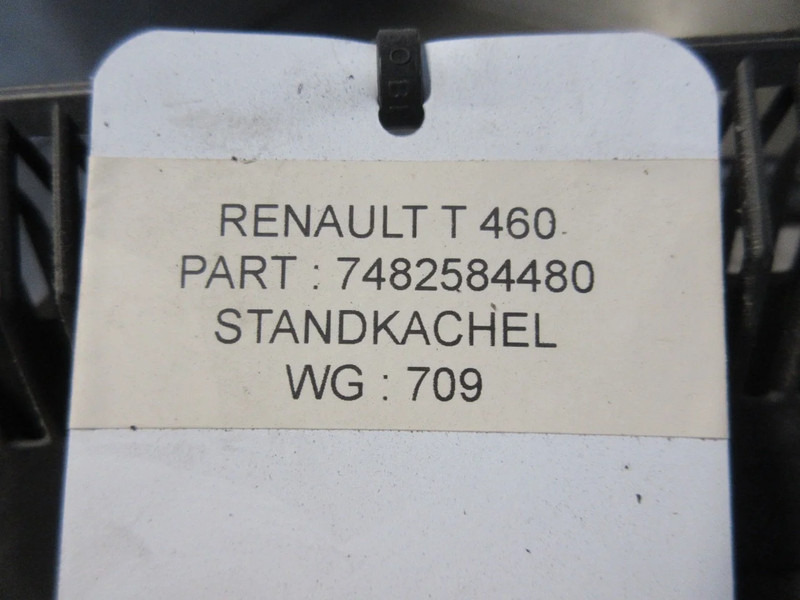 RENAULT T 460
PART : 7482584480
STANDKACHEL
WG : 709